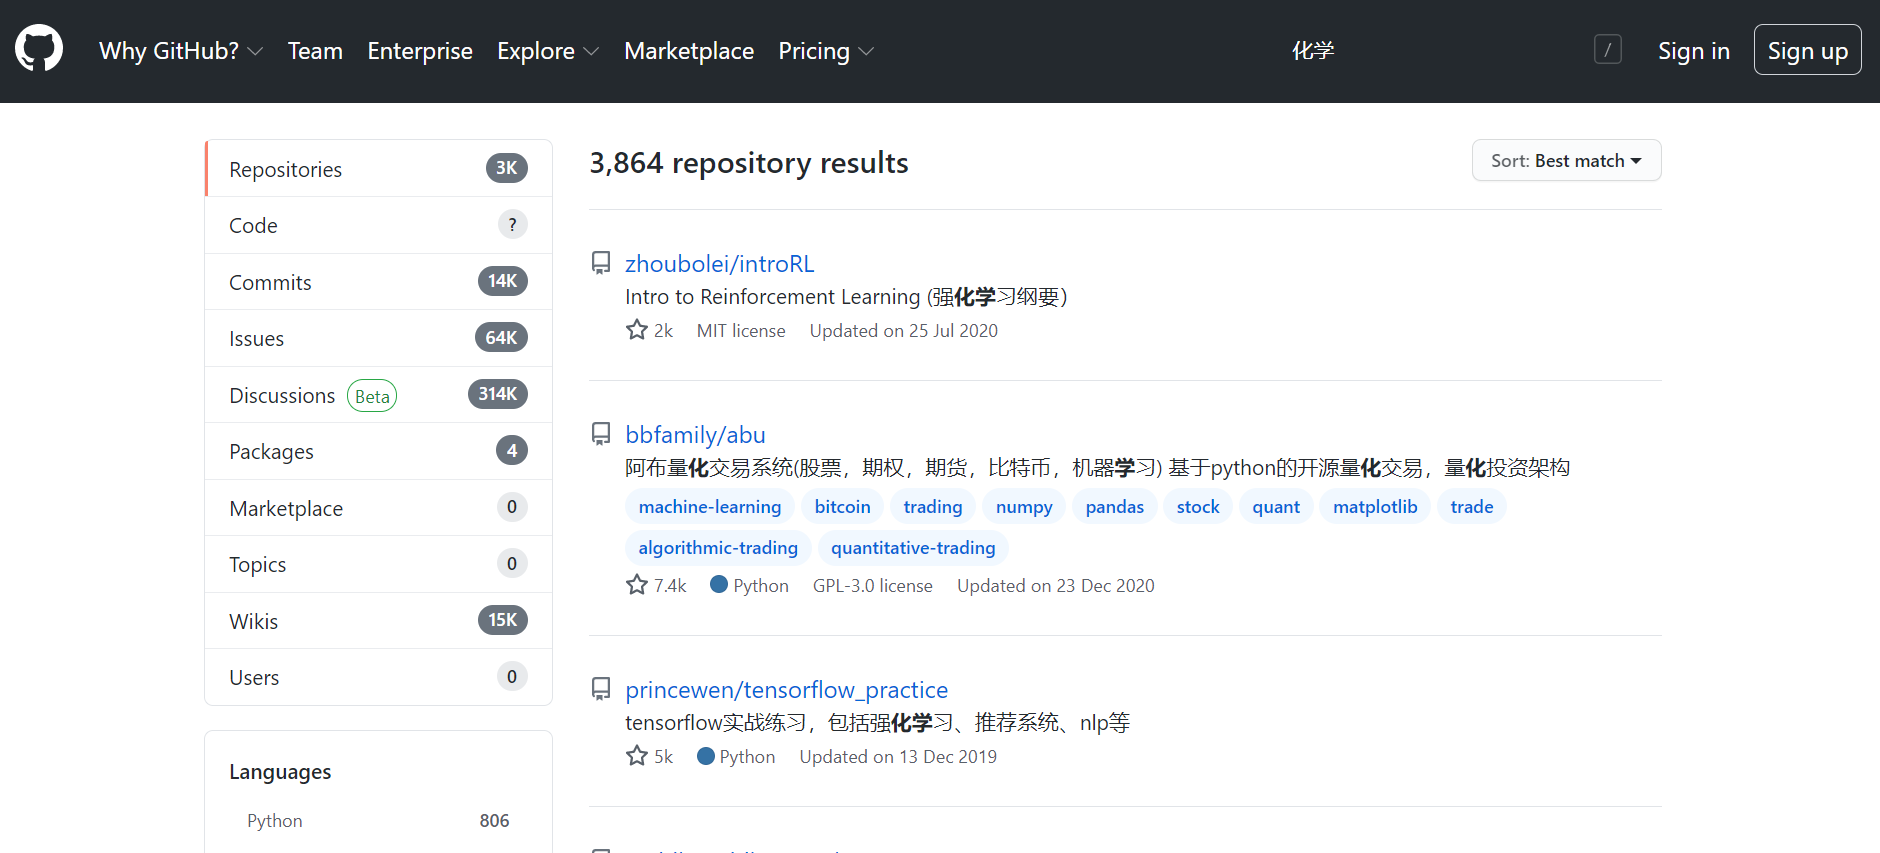 Why GitHub? Team Enterprise Explore Marketplace Pricing 化学 / Sign in Sign up
Repositories 3K
Code ?
Commits 14K
Issues 64K
Discussions Beta 314K
Packages 4
Marketplace 0
Topics 0
Wikis 15K
Users 0
Languages
Python 806
3,864 repository results
Sort: Best match
zhoubolei/introRL
Intro to Reinforcement Learning (强化学习纲要）
2k MIT license Updated on 25 Jul 2020
bbfamily/abu
阿布量化交易系统(股票，期权，期货，比特币，机器学习) 基于python的开源量化交易，量化投资架构
machine-learning bitcoin trading numpy pandas stock quant matplotlib trade
algorithmic-trading quantitative-trading
7.4k Python GPL-3.0 license Updated on 23 Dec 2020
princewen/tensorflow_practice
tensorflow实战练习，包括强化学习、推荐系统、nlp等
5k Python Updated on 13 Dec 2019